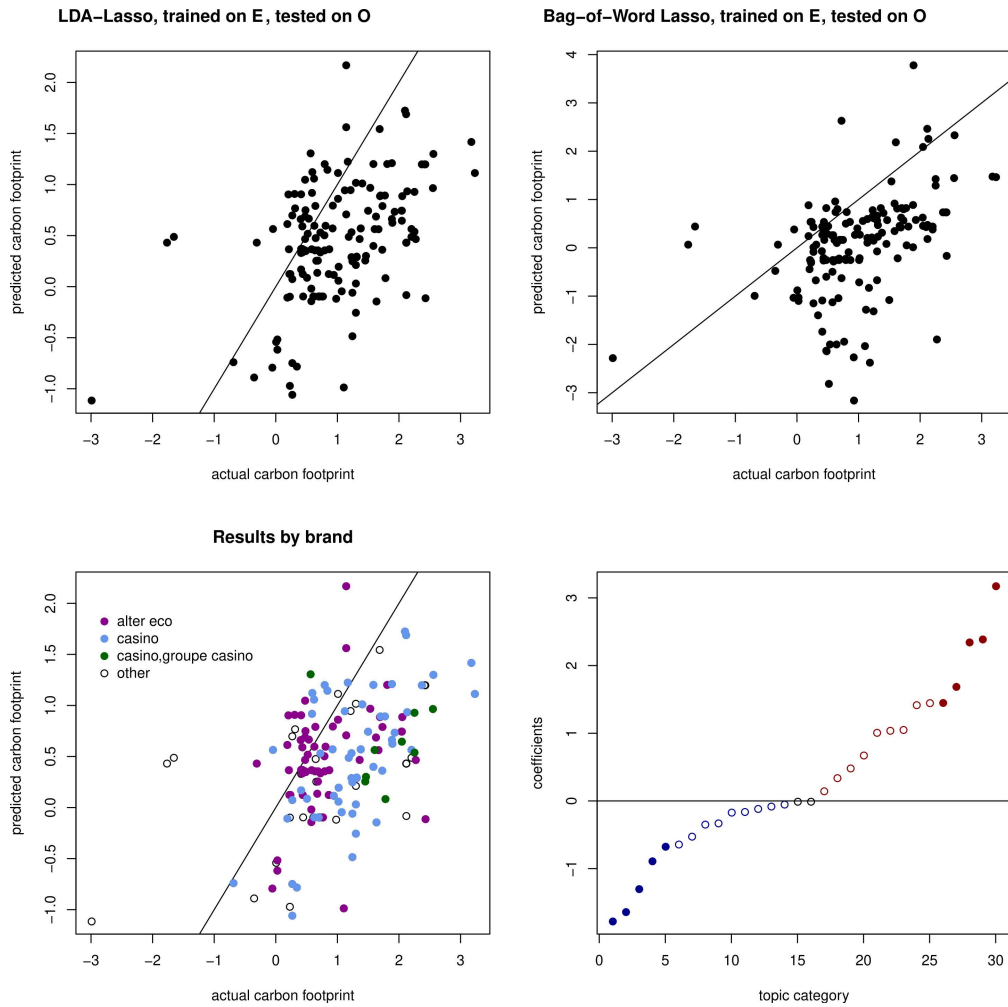 LDA−Lasso, trained on E, tested on O
2.0
1.5
1.0
0.5
0.0
−0.5
−1.0
predicted carbon footprint
−3 −2 −1 0 1 2 3
actual carbon footprint
Bag−of−Word Lasso, trained on E, tested on O
4
3
2
1
0
−1
−2
−3
predicted carbon footprint
−3 −2 −1 0 1 2 3
actual carbon footprint
Results by brand
2.0
1.5
1.0
0.5
0.0
−0.5
−1.0
predicted carbon footprint
alter eco
casino
casino,groupe casino
other
−3 −2 −1 0 1 2 3
actual carbon footprint
3
2
1
0
−1
coefficients
0 5 10 15 20 25 30
topic category